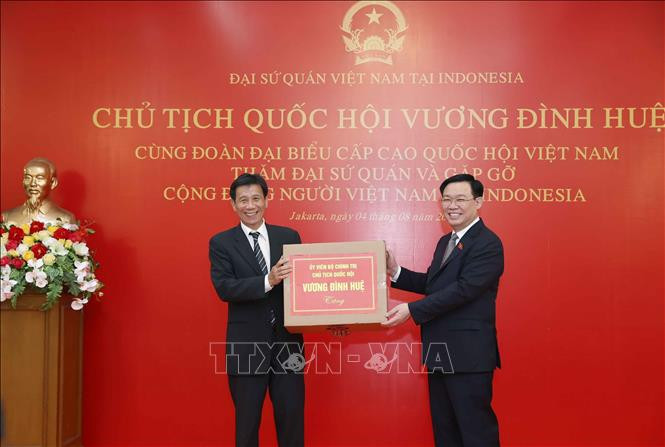 ĐẠI SỨ QUÁN VIỆT NAM TẠI INDONESIA
CHỦ TỊCH QUỐC HỘI VƯƠNG ĐÌNH HUỆ
CÙNG ĐOÀN ĐẠI BIỂU CẤP CAO QUỐC HỘI VIỆT NAM
THĂM ĐẠI SỨ QUÁN VÀ GẶP GỠ
CỘNG NGƯỜI VIỆT NAM INDONESIA
Jakarta, ngày 04 tháng 08 năm
ỦY VIÊN BỘ CHÍNH TRỊ
CHỦ TỊCH QUỐC HỘI
VƯƠNG ĐÌNH HUỆ
Tặng
TTXVN-VNA